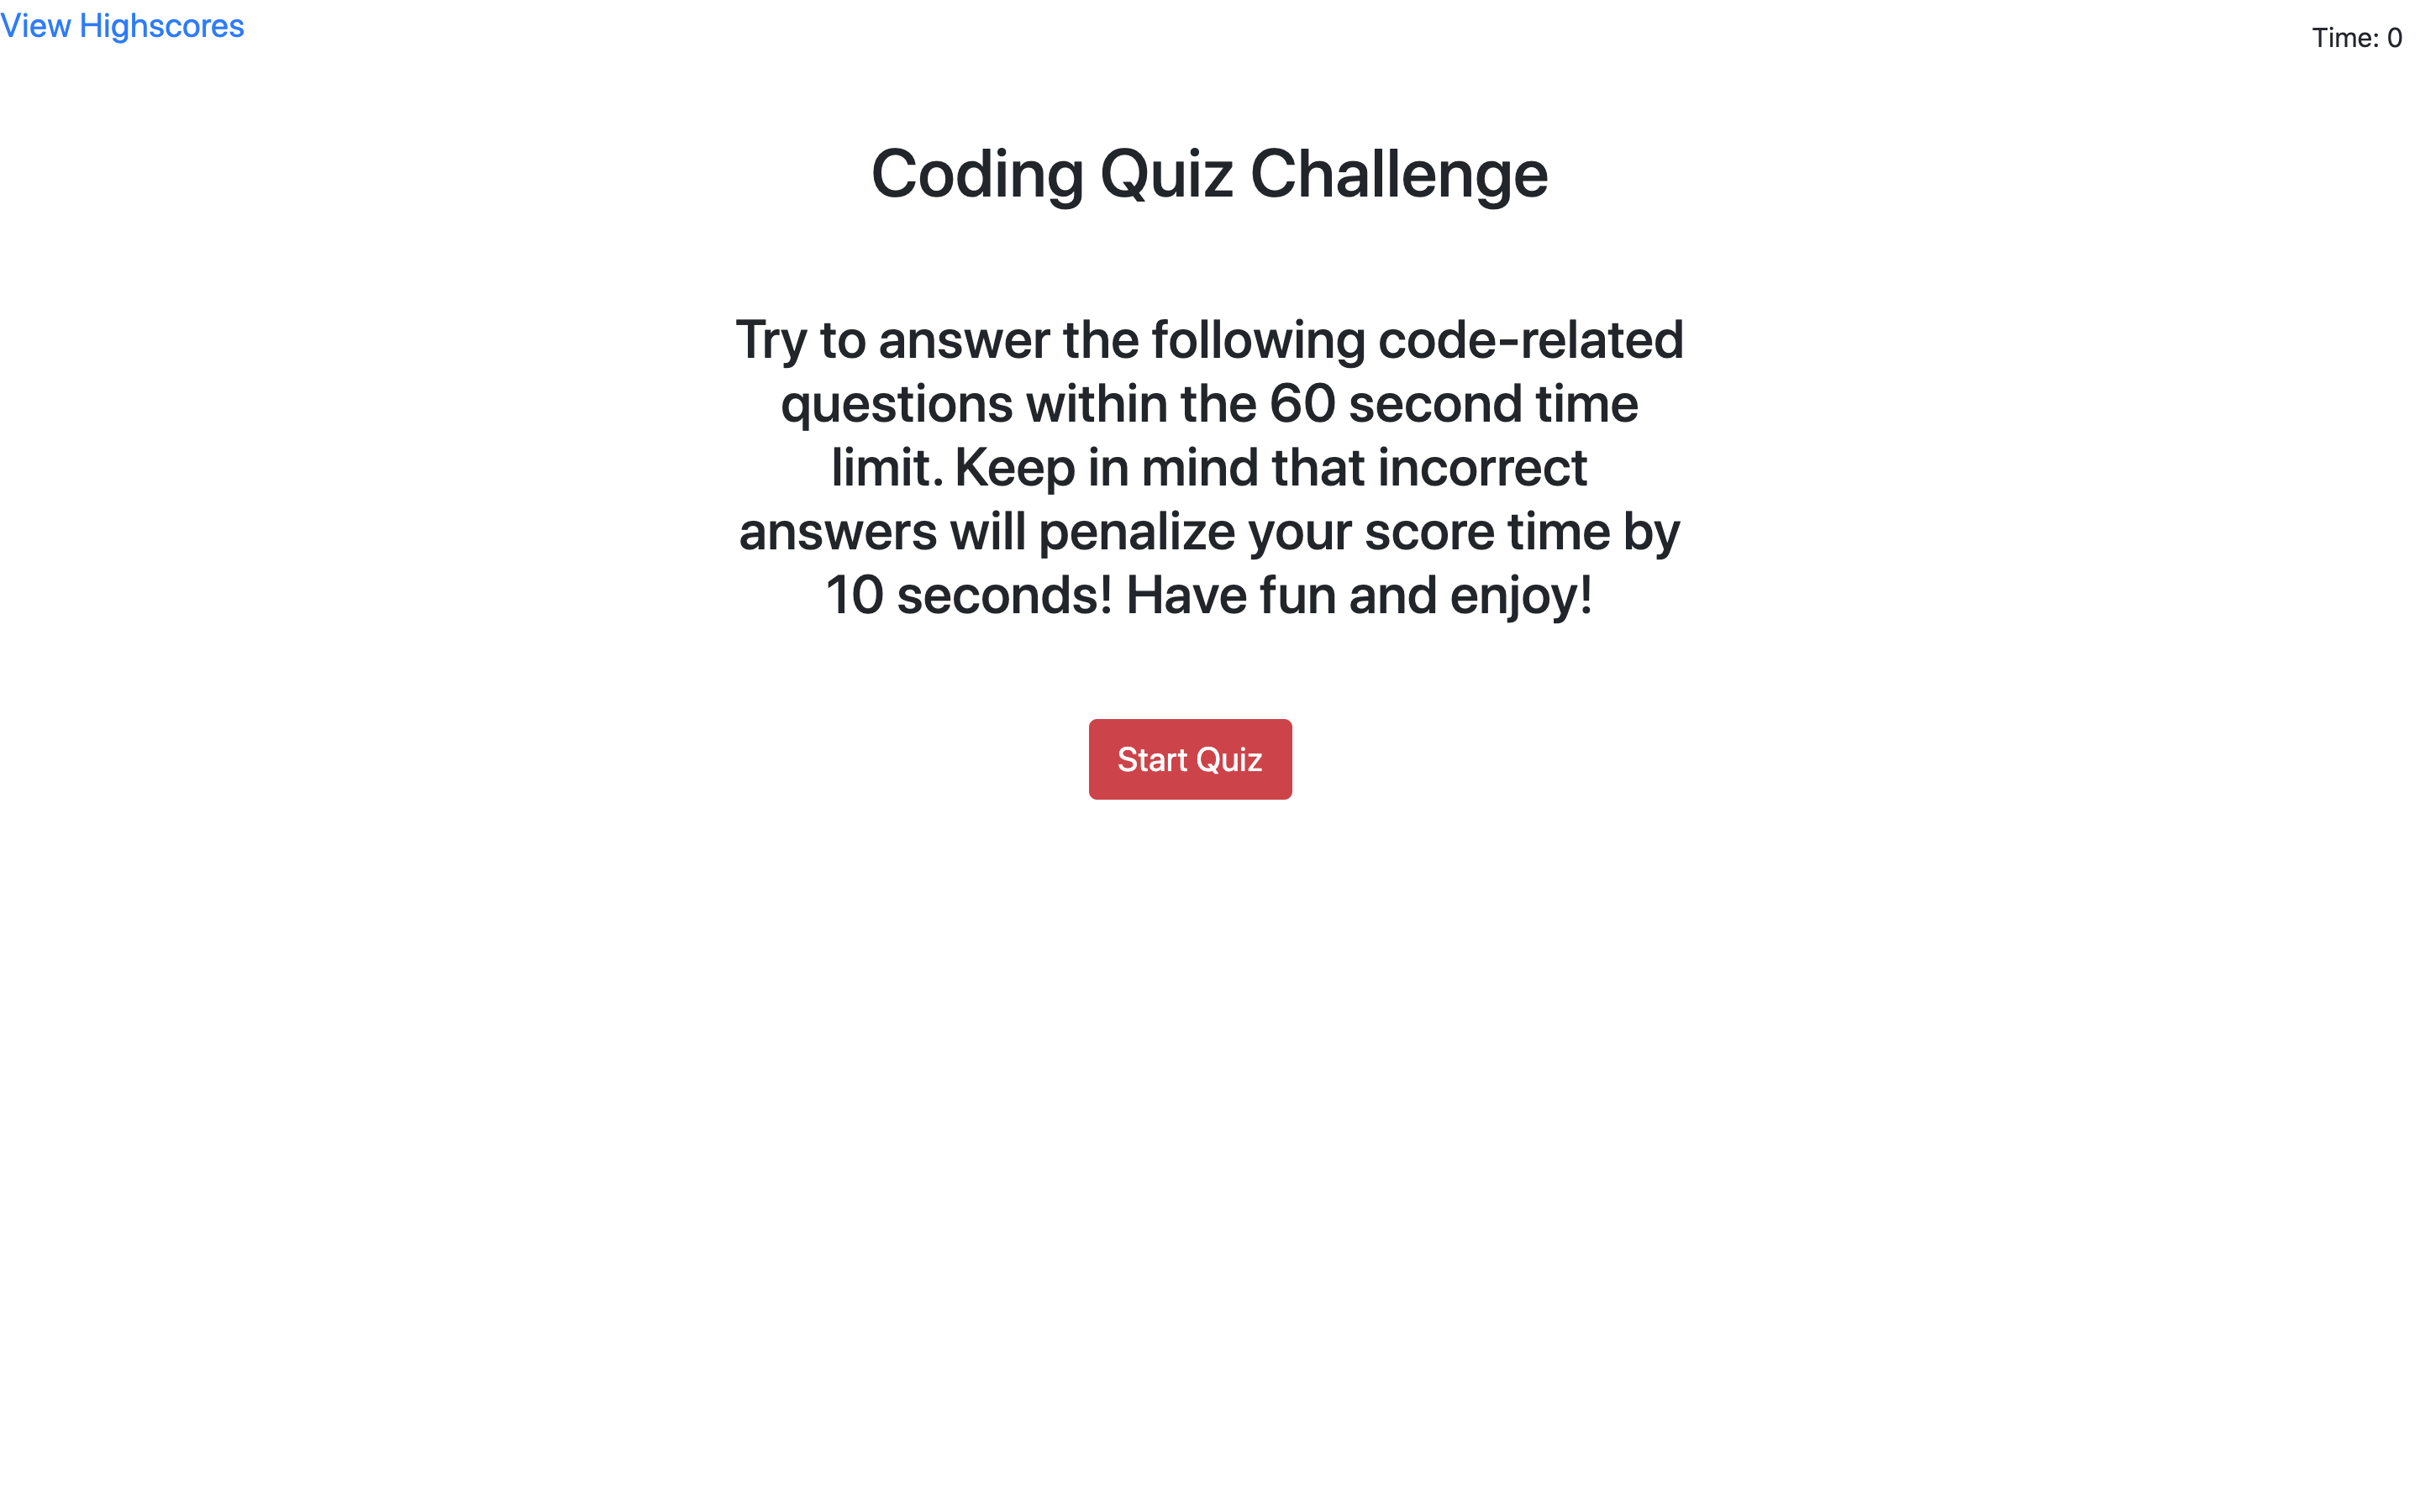 View Highscores
Time: 0
Coding Quiz Challenge
Try to answer the following code-related
questions within the 60 second time
limit. Keep in mind that incorrect
answers will penalize your score time by
10 seconds! Have fun and enjoy!
Start Quiz